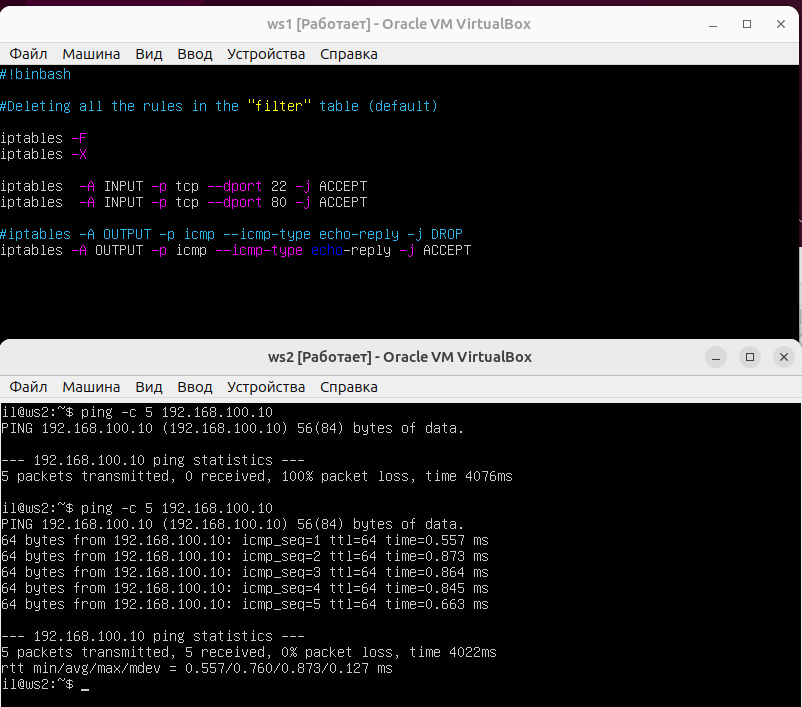 ws1 [Работает] - Oracle VM VirtualBox
Файл Машина Вид Ввод Устройства Справка
#!binbash
#Deleting all the rules in the "filter" table (default)
iptables -F
iptables -X
iptables  -A INPUT -p tcp --dport 22 -j ACCEPT
iptables  -A INPUT -p tcp --dport 80 -j ACCEPT
#iptables -A OUTPUT -p icmp --icmp-type echo-reply -j DROP
iptables -A OUTPUT -p icmp --icmp-type echo-reply -j ACCEPT
ws2 [Работает] - Oracle VM VirtualBox
Файл Машина Вид Ввод Устройства Справка
il@ws2:~$ ping -c 5 192.168.100.10
PING 192.168.100.10 (192.168.100.10) 56(84) bytes of data.
--- 192.168.100.10 ping statistics ---
5 packets transmitted, 0 received, 100% packet loss, time 4076ms
il@ws2:~$ ping -c 5 192.168.100.10
PING 192.168.100.10 (192.168.100.10) 56(84) bytes of data.
64 bytes from 192.168.100.10: icmp_seq=1 ttl=64 time=0.557 ms
64 bytes from 192.168.100.10: icmp_seq=2 ttl=64 time=0.873 ms
64 bytes from 192.168.100.10: icmp_seq=3 ttl=64 time=0.864 ms
64 bytes from 192.168.100.10: icmp_seq=4 ttl=64 time=0.845 ms
64 bytes from 192.168.100.10: icmp_seq=5 ttl=64 time=0.663 ms
--- 192.168.100.10 ping statistics ---
5 packets transmitted, 5 received, 0% packet loss, time 4022ms
rtt min/avg/max/mdev = 0.557/0.760/0.873/0.127 ms
il@ws2:~$ _